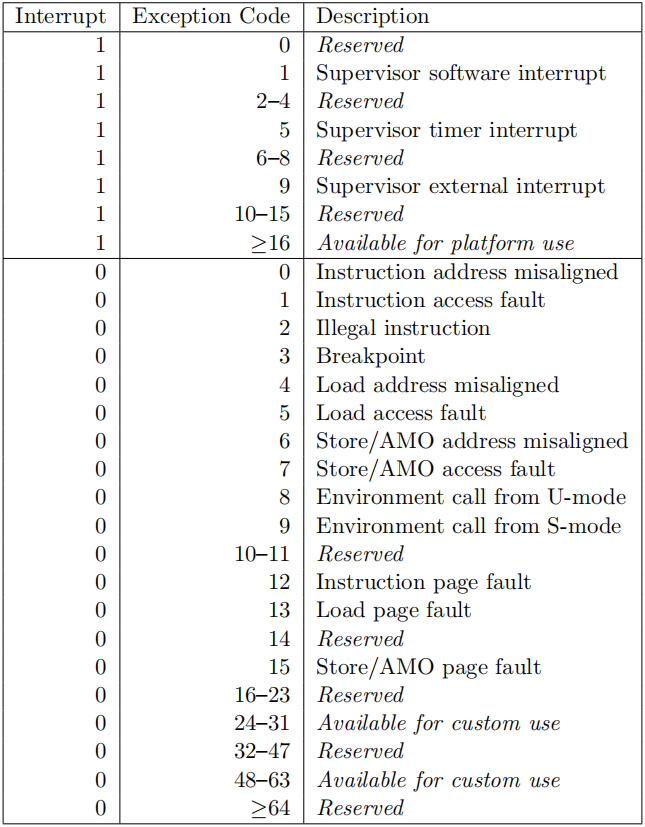 Interrupt Exception Code Description
1 0 Reserved
1 1 Supervisor software interrupt
1 2–4 Reserved
1 5 Supervisor timer interrupt
1 6–8 Reserved
1 9 Supervisor external interrupt
1 10–15 Reserved
1 ≥16 Available for platform use
0 0 Instruction address misaligned
0 1 Instruction access fault
0 2 Illegal instruction
0 3 Breakpoint
0 4 Load address misaligned
0 5 Load access fault
0 6 Store/AMO address misaligned
0 7 Store/AMO access fault
0 8 Environment call from U-mode
0 9 Environment call from S-mode
0 10–11 Reserved
0 12 Instruction page fault
0 13 Load page fault
0 14 Reserved
0 15 Store/AMO page fault
0 16–23 Reserved
0 24–31 Available for custom use
0 32–47 Reserved
0 48–63 Available for custom use
0 ≥64 Reserved